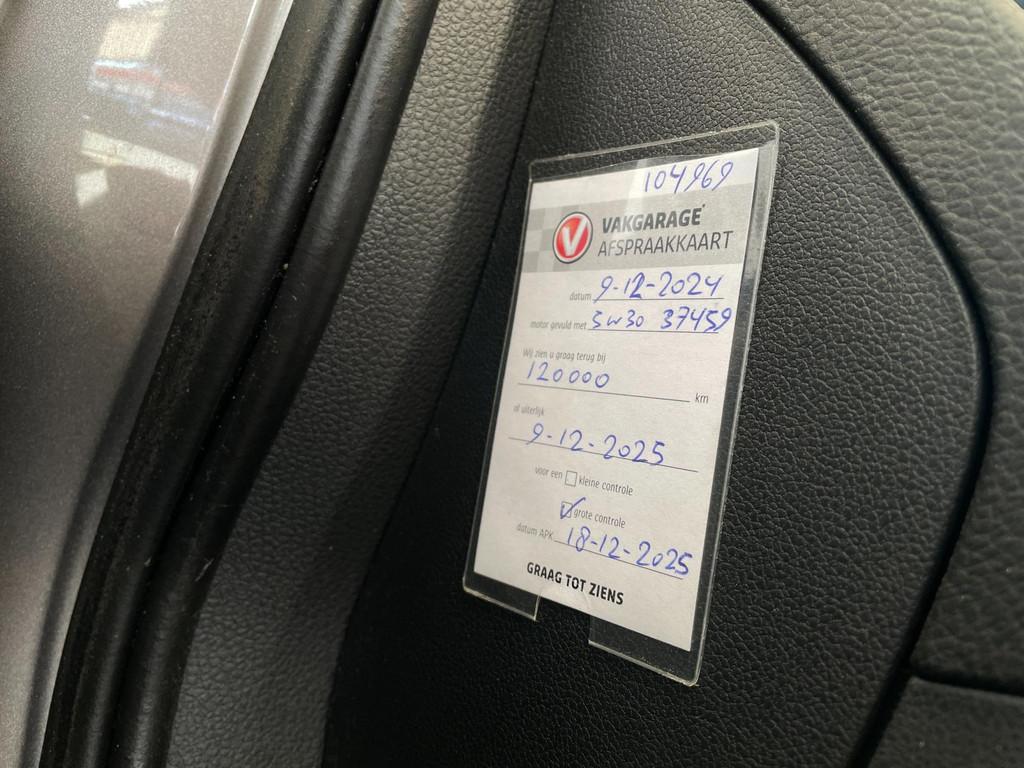 104969
V VAKGARAGE
AFSPRAAKKAART
datum 9-12-2024
motor gevuld met 5w30 37459
Wij zien u graag terug bij
120000 km
of uiterlijk
9-12-2025
voor een kleine controle
grote controle
datum APK 18-12-2025
GRAAG TOT ZIENS